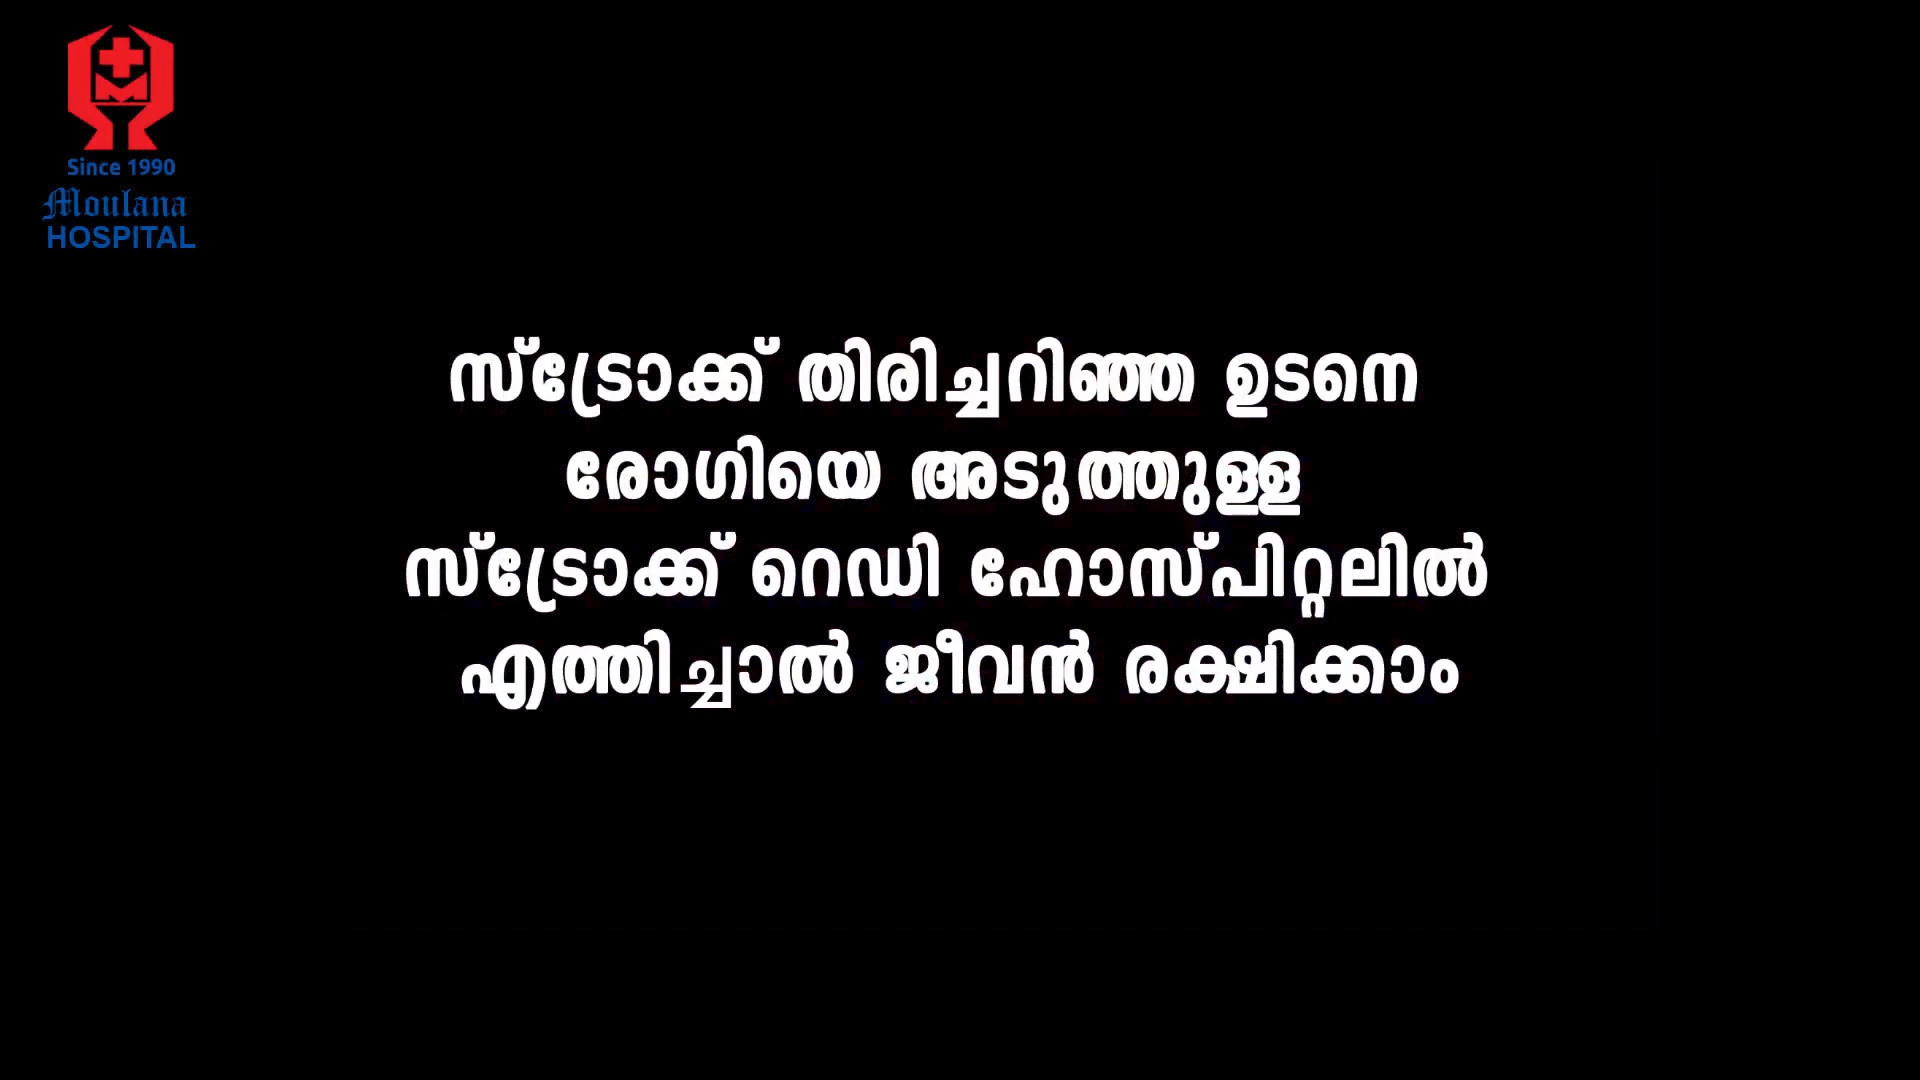 Since 1990
Moulana
HOSPITAL
സ്ട്രോക്ക് തിരിച്ചറിഞ്ഞ ഉടനെ
രോഗിയെ അടുത്തുള്ള
സ്ട്രോക്ക് റെഡി ഹോസ്പിറ്റലിൽ
എത്തിച്ചാൽ ജീവൻ രക്ഷിക്കാം